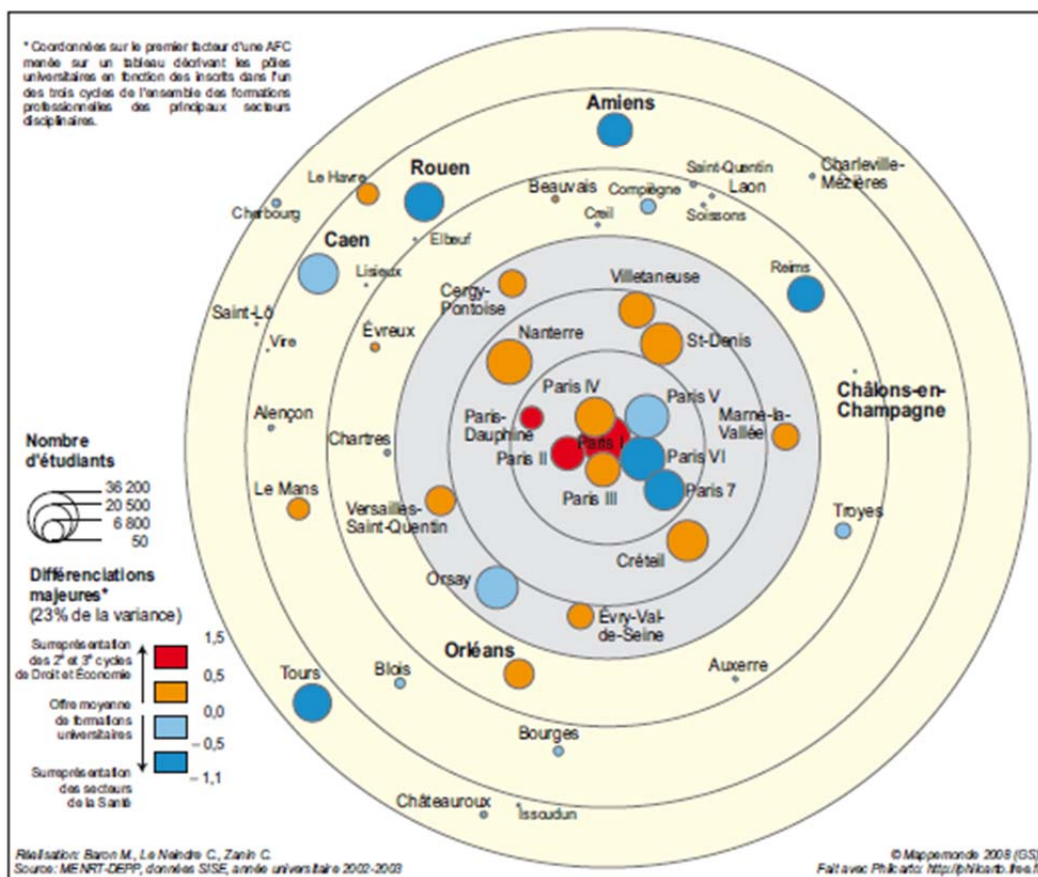 * Coordonnées sur le premier facteur d'une AFC
menée sur un tableau décrivant les pôles
universitaires en fonction des inscrits dans l'un
des trois cycles de l'ensemble des formations
professionnelles des principaux secteurs
disciplinaires.
Amiens
Saint-Quentin
Charleville-
Mézières
Le Havre
Rouen
Beauvais
Compiègne
Laon
Cherbourg
Creil
Soissons
Caen
Elbeuf
Lisieux
Villetaneuse
Reims
Cergy-
Pontoise
Saint-Lô
Vire
Évreux
Nanterre
St-Denis
Paris IV
Paris V
Châlons-en-
Champagne
Alençon
Paris-
Dauphine
Marne-la-
Vallée
Chartres
Paris I
Paris II
Paris VI
Nombre
d'étudiants
36 200
20 500
6 800
50
Le Mans
Versailles-
Saint-Quentin
Paris III
Paris 7
Troyes
Créteil
Orsay
Différenciations
majeures*
(23% de la variance)
Évry-Val-
de-Seine
Surreprésentation
des 2e et 3e cycles
de Droit et Économie
Offre moyenne
de formations
universitaires
Surreprésentation
des secteurs
de la Santé
1,5
0,5
0,0
– 0,5
– 1,1
Orléans
Tours
Blois
Auxerre
Bourges
Châteauroux
Issoudun
Réalisation: Baron M., Le Neindre C., Zanin C.
Source: MENRT-DEPP, données SISE, année universitaire 2002-2003
© Mappemonde 2008 (GS)
Fait avec Philcarto: http://philcarto.free.fr